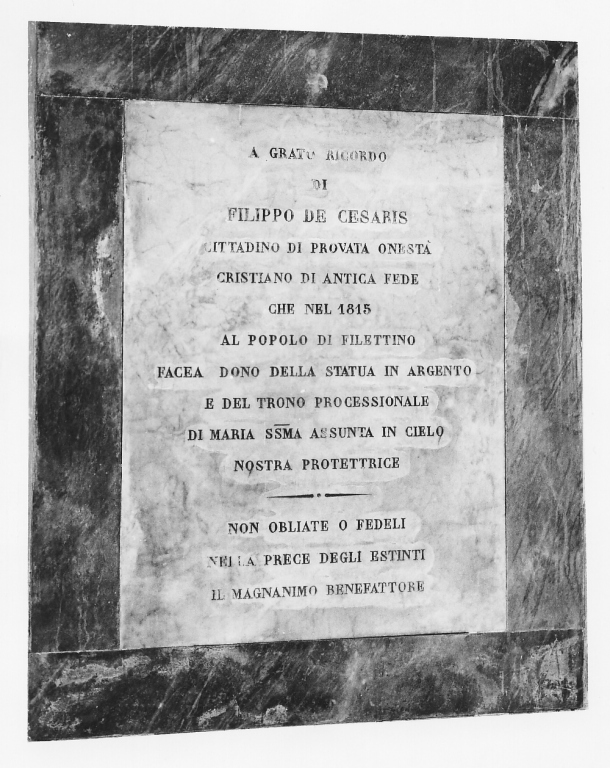 A GRATO RICORDO
DI
FILIPPO DE CESARIS
CITTADINO DI PROVATA ONESTÀ
CRISTIANO DI ANTICA FEDE
CHE NEL 1815
AL POPOLO DI FILETTINO
FACEA DONO DELLA STATUA IN ARGENTO
E DEL TRONO PROCESSIONALE
DI MARIA SS̅M̅A ASSUNTA IN CIELO
NOSTRA PROTETTRICE
NON OBLIATE O FEDELI
NELLA PRECE DEGLI ESTINTI
IL MAGNANIMO BENEFATTORE